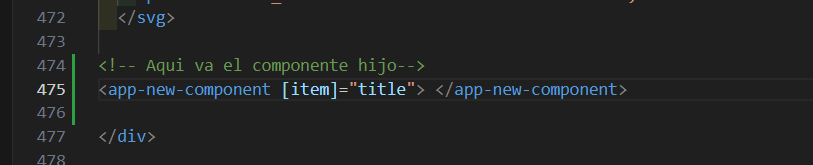 472 </svg>
473
474 <!-- Aqui va el componente hijo-->
475 <app-new-component [item]="title"> </app-new-component>
476
477 </div>
478